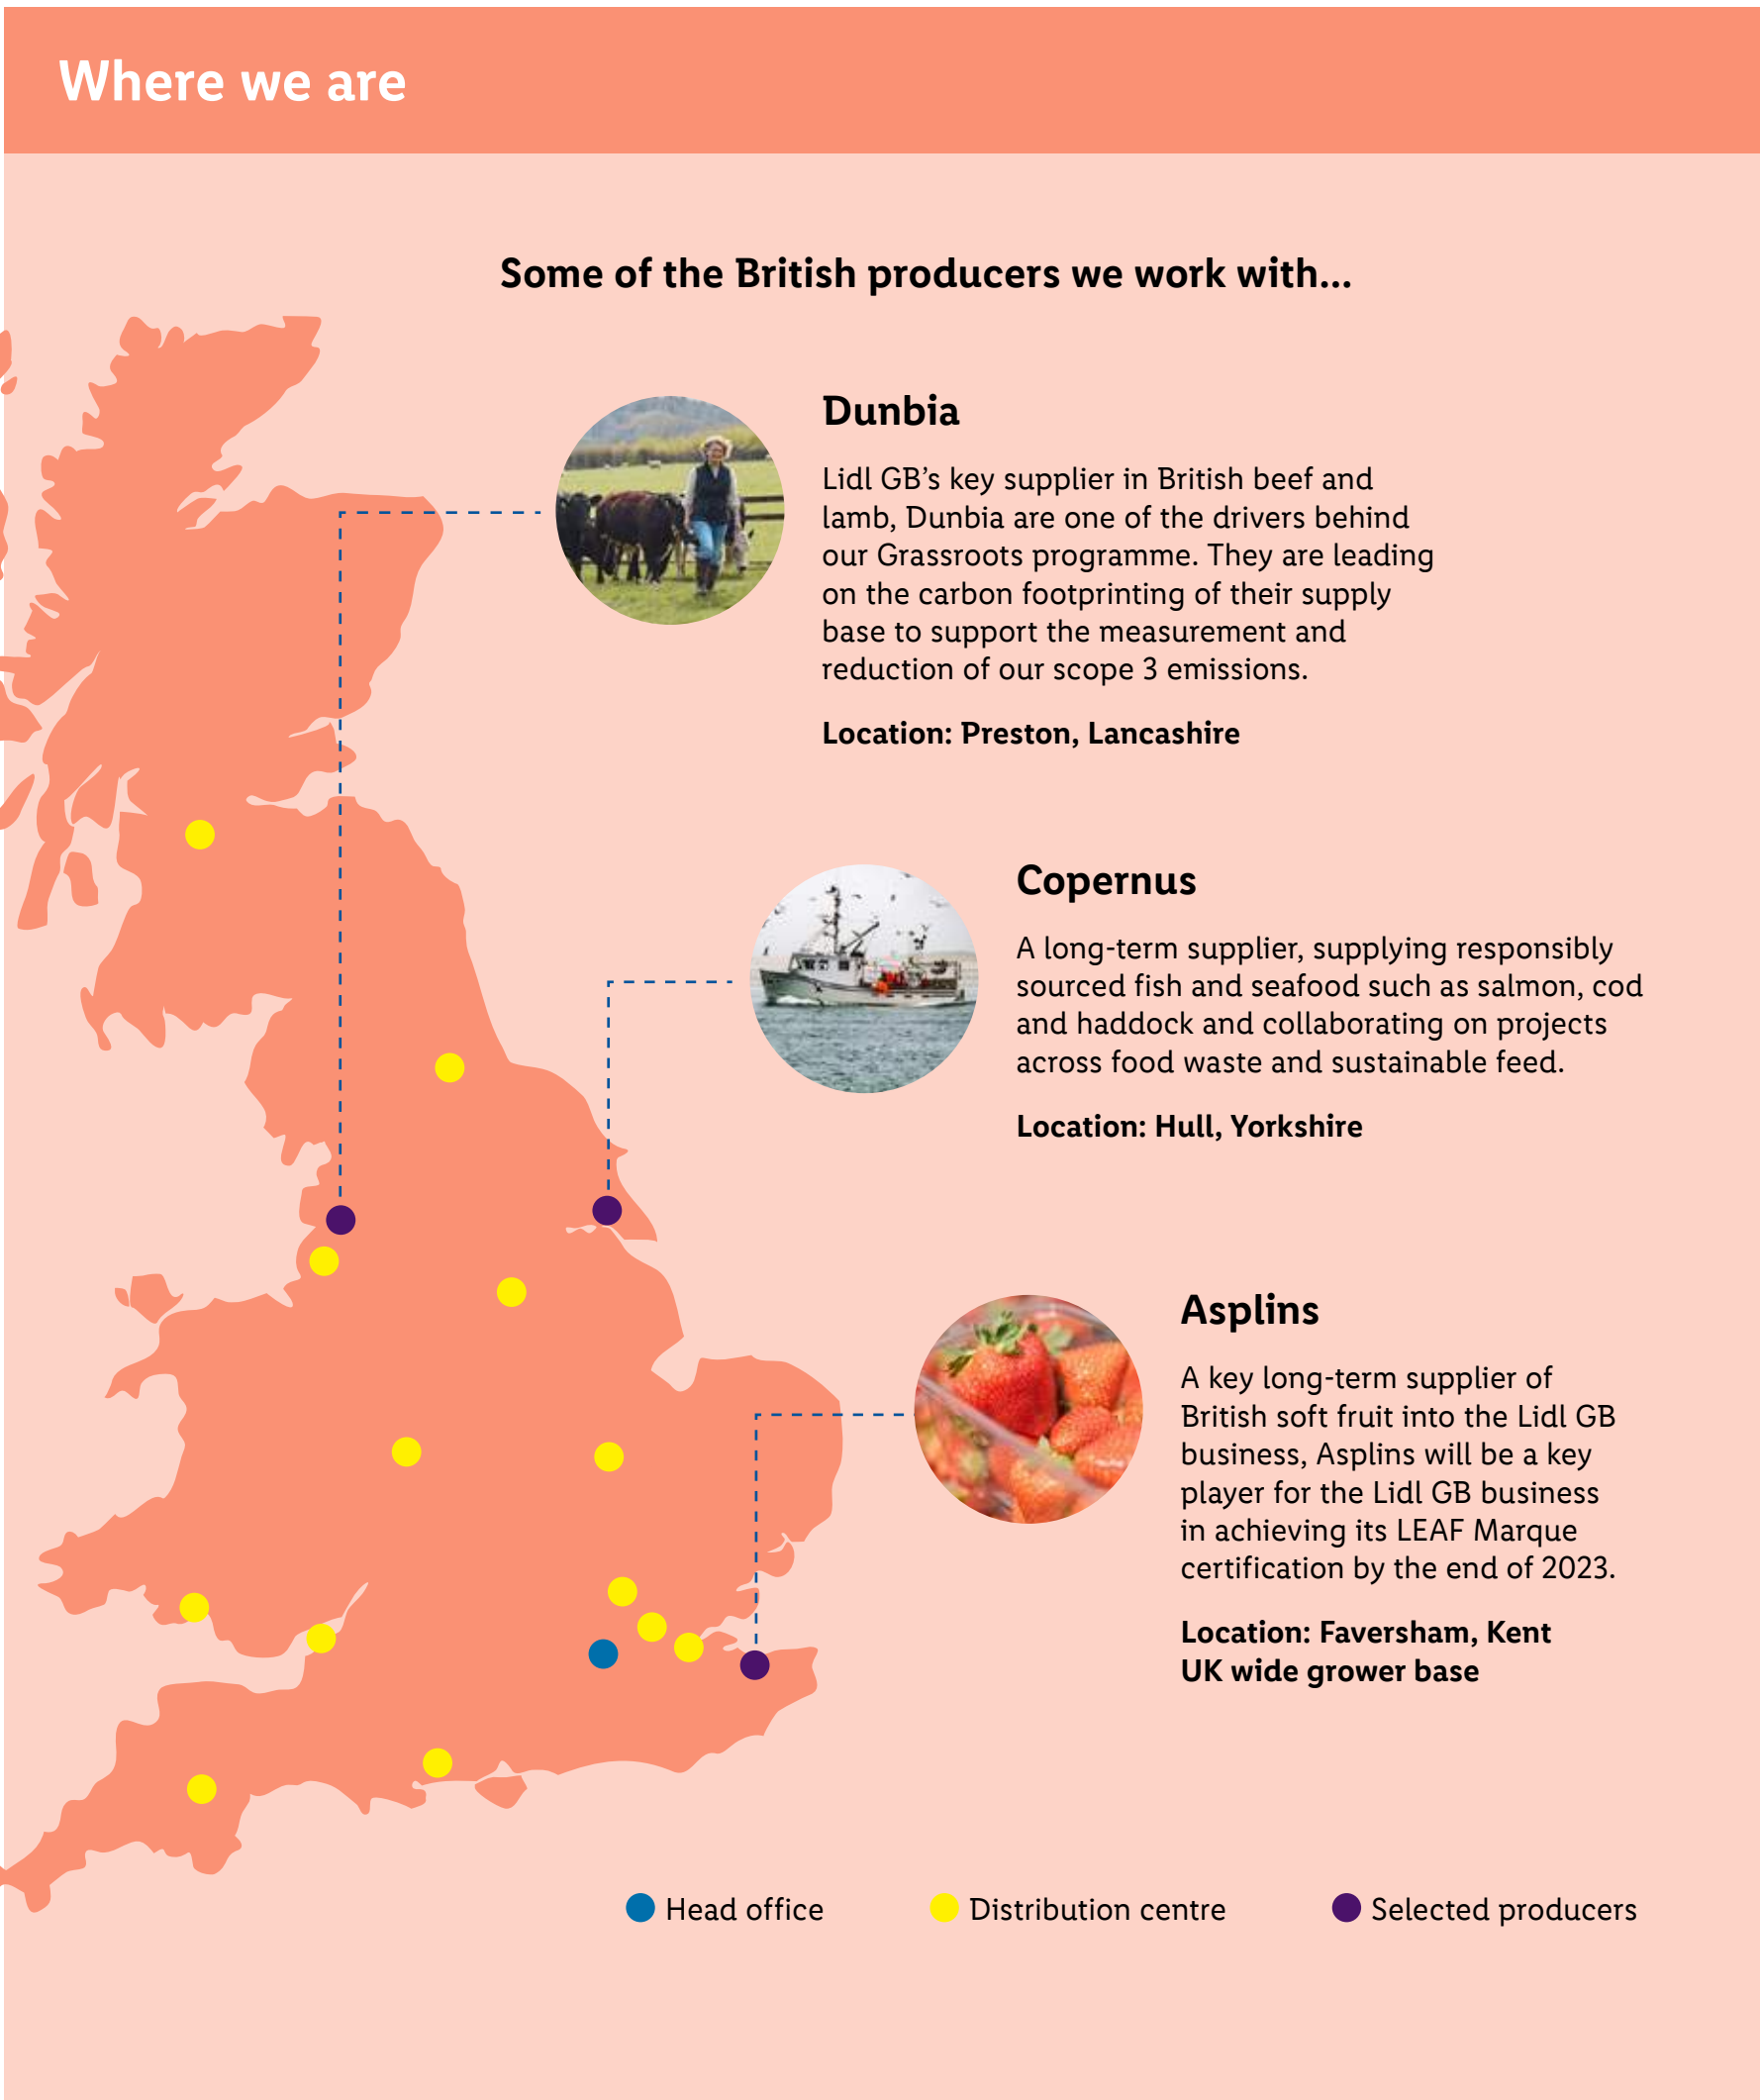 Where we are
Some of the British producers we work with...
Dunbia
Lidl GB’s key supplier in British beef and
lamb, Dunbia are one of the drivers behind
our Grassroots programme. They are leading
on the carbon footprinting of their supply
base to support the measurement and
reduction of our scope 3 emissions.
Location: Preston, Lancashire
Copernus
A long-term supplier, supplying responsibly
sourced fish and seafood such as salmon, cod
and haddock and collaborating on projects
across food waste and sustainable feed.
Location: Hull, Yorkshire
Asplins
A key long-term supplier of
British soft fruit into the Lidl GB
business, Asplins will be a key
player for the Lidl GB business
in achieving its LEAF Marque
certification by the end of 2023.
Location: Faversham, Kent
UK wide grower base
Head office
Distribution centre
Selected producers